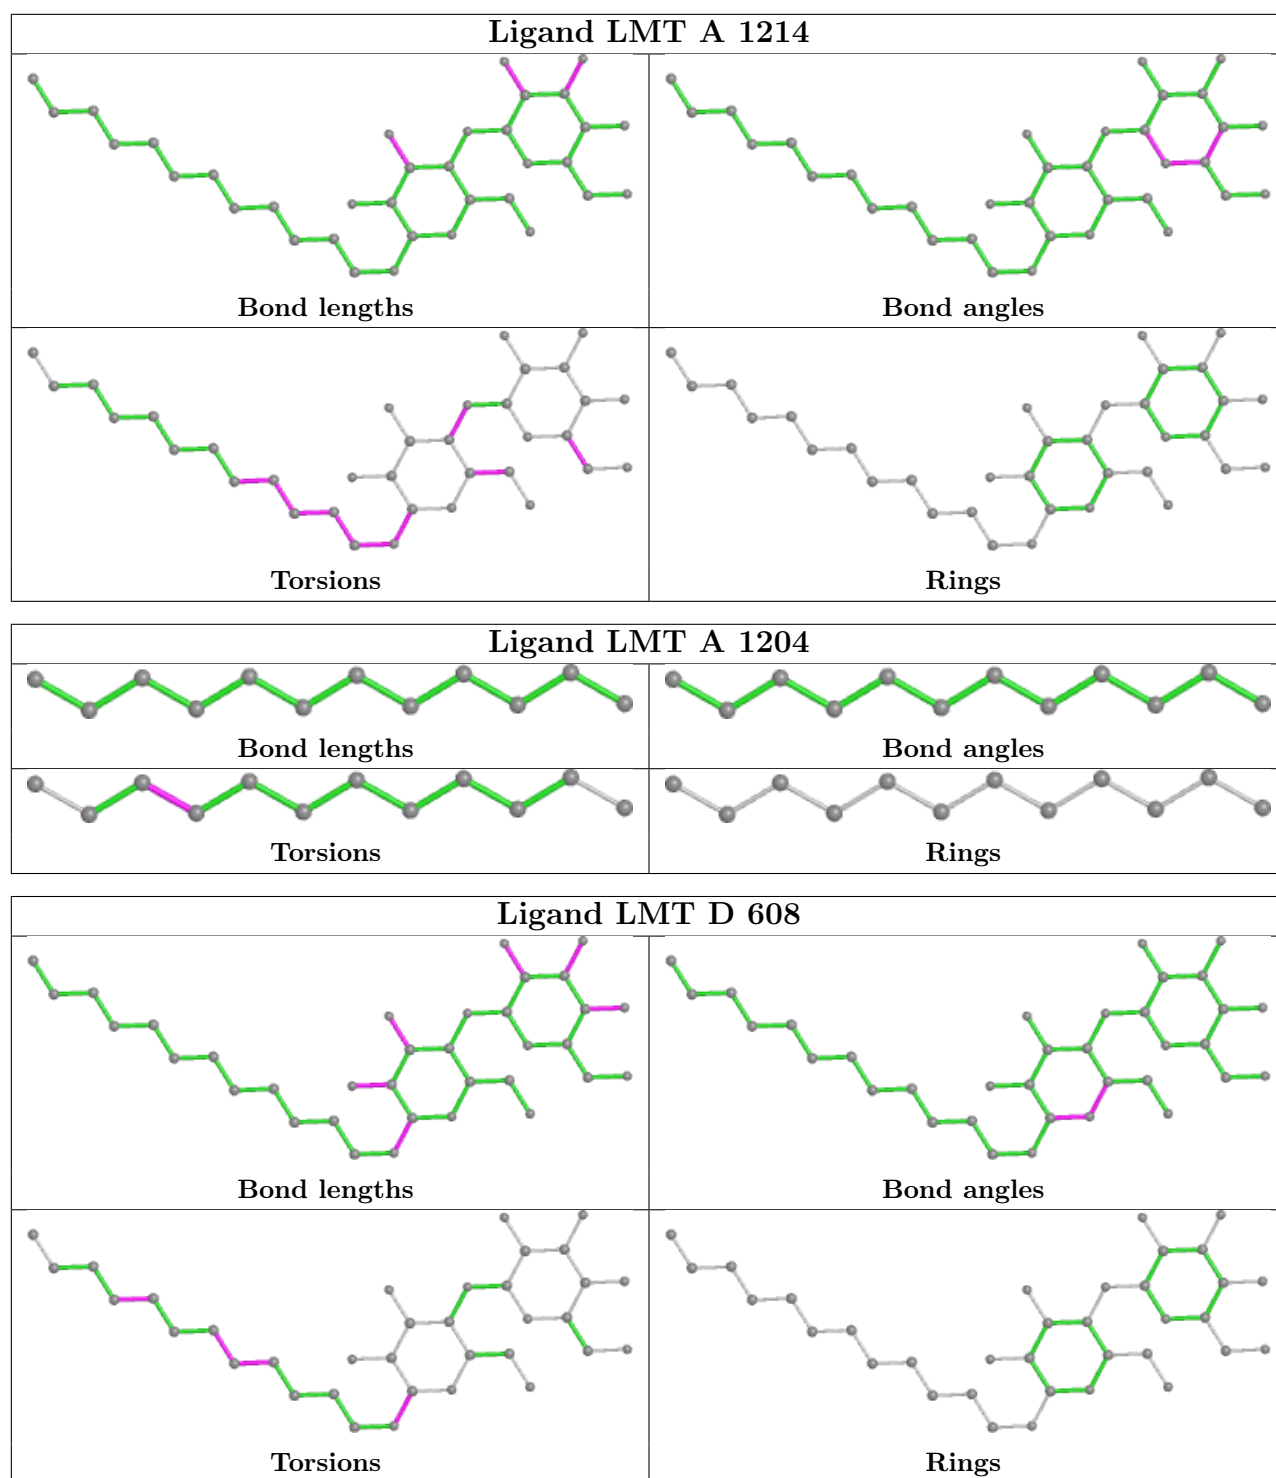 Ligand LMT A 1214
Bond lengths
Bond angles
Torsions
Rings
Ligand LMT A 1204
Bond lengths
Bond angles
Torsions
Rings
Ligand LMT D 608
Bond lengths
Bond angles
Torsions
Rings